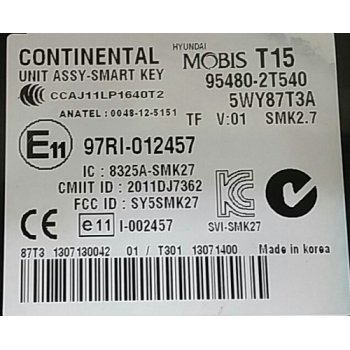 CONTINENTAL
HYUNDAI
MOBIS T15
UNIT ASSY-SMART KEY
95480-2T540
CCAJ11LP1640T2
5WY87T3A
ANATEL : 0048-12-5151
TF V:01 SMK2.7
E11 97RI-012457
IC : 8325A-SMK27
CMIIT ID : 2011DJ7362
FCC ID : SY5SMK27
CE e11 I-002457
SVI-SMK27
87T3 1307130042 01 / T301 13071400
Made in korea